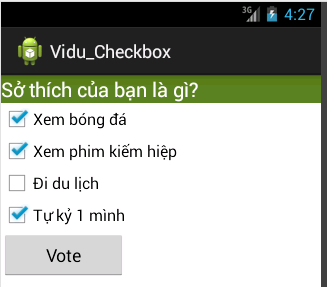 3G 4:27
Vidu_Checkbox
Sở thích của bạn là gì?
Xem bóng đá
Xem phim kiếm hiệp
Đi du lịch
Tự kỷ 1 mình
Vote